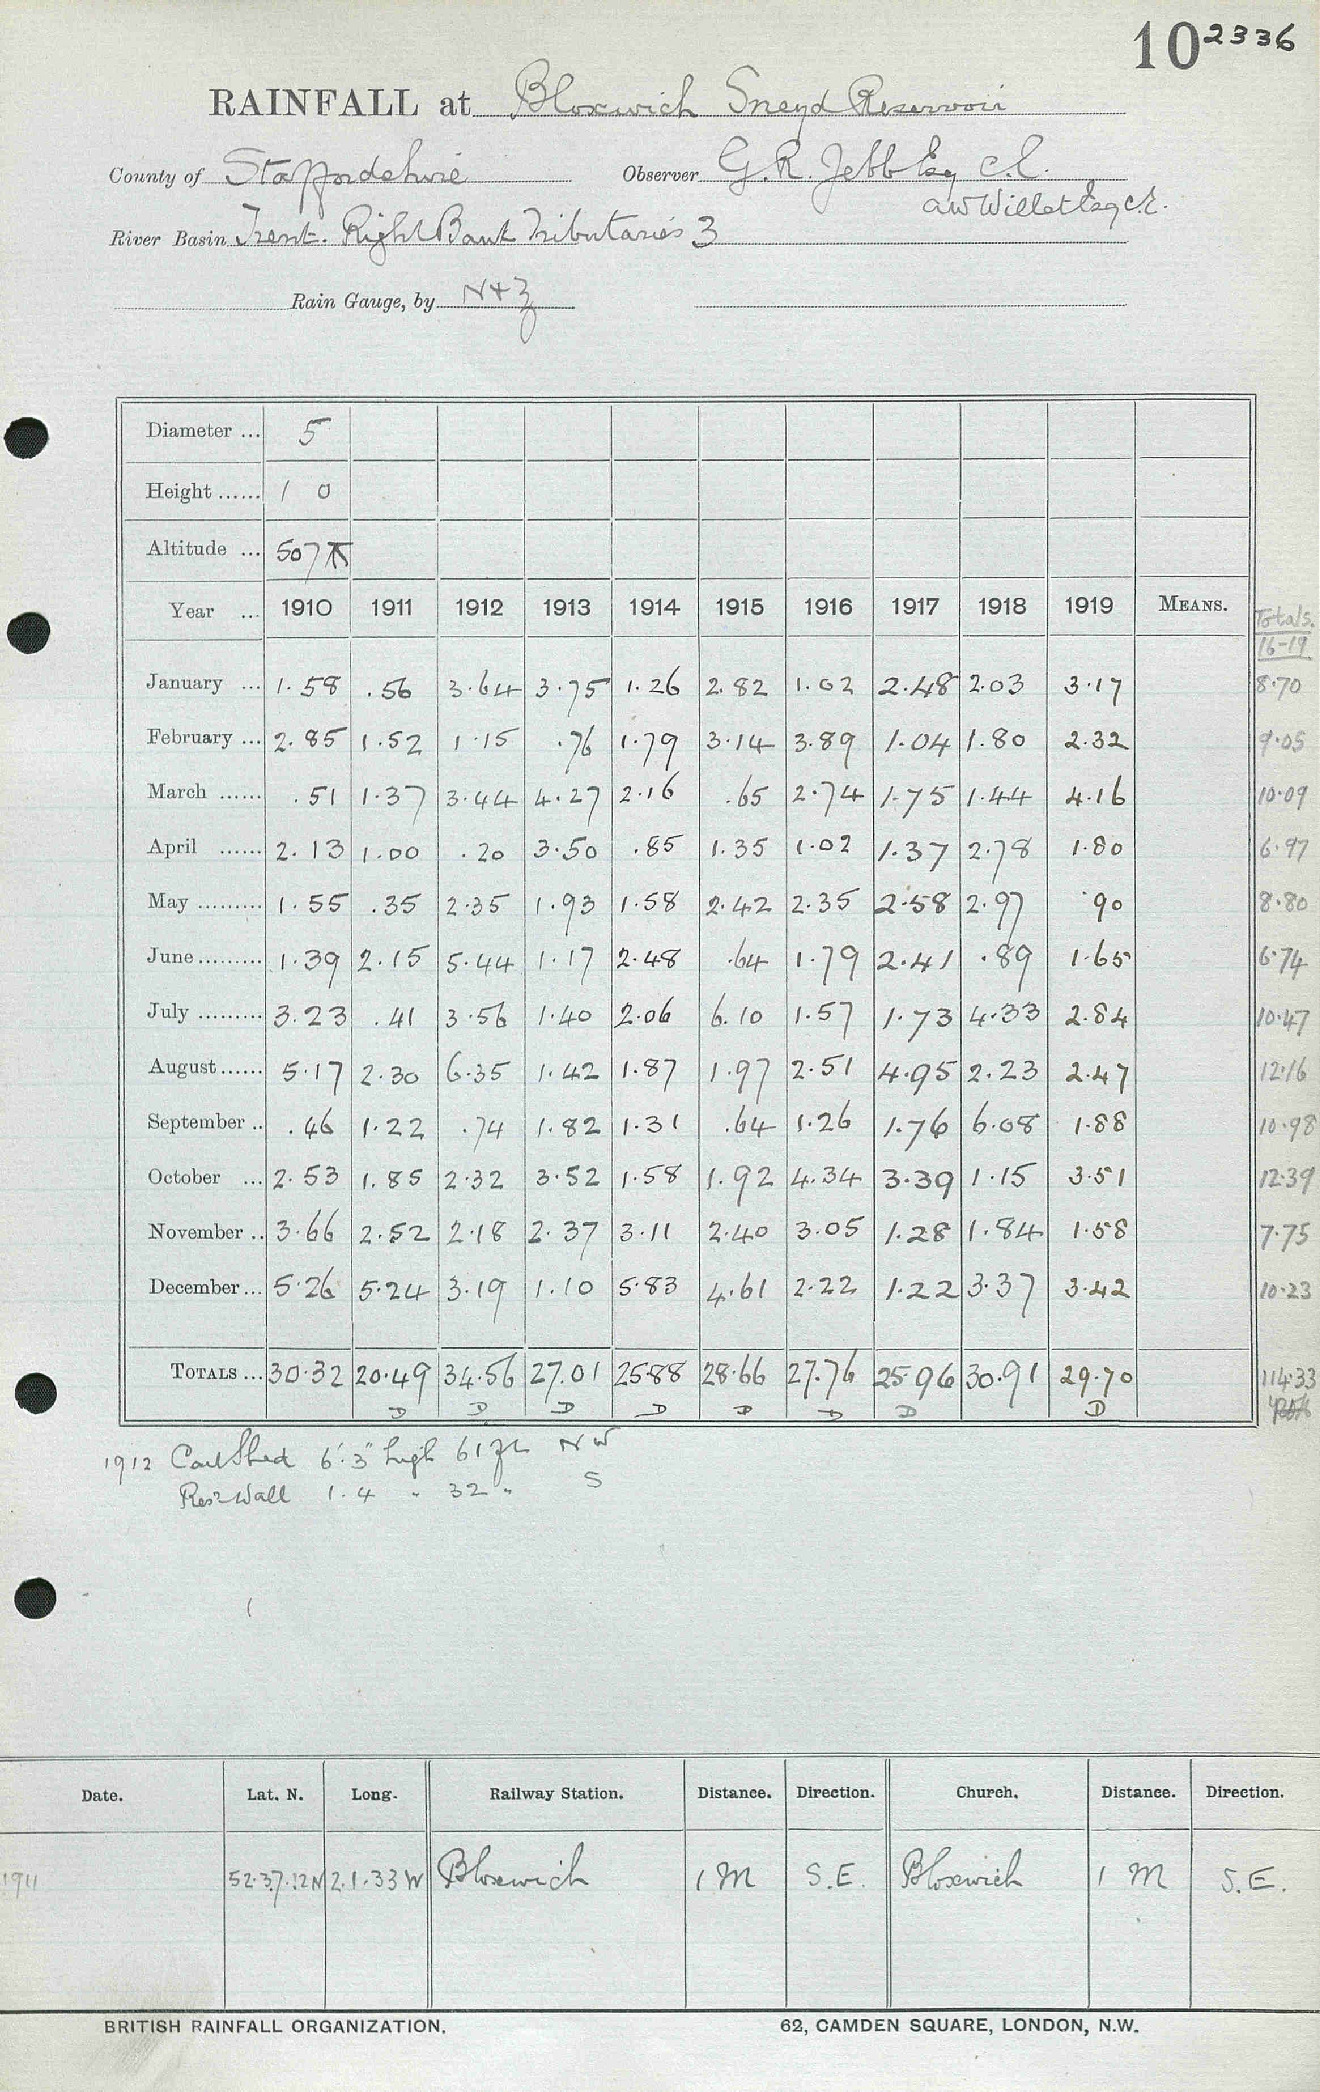 10 2336
RAINFALL at Bloxwich Sneyd Reservoir
County of Staffordshire Observer G.R. Jebb Esq C.E.
A W Willet Esq C.E.
River Basin Trent. Right Bank Tributaries 3
Rain Gauge, by N+Z
Diameter ... 5
Height ...... 1 0
Altitude ... 507
Year ... 1910 1911 1912 1913 1914 1915 1916 1917 1918 1919 MEANS. Totals.
16-19
January ... 1.58 .56 3.64 3.75 1.26 2.82 1.02 2.48 2.03 3.17 8.70
February ... 2.85 1.52 1.15 .76 1.79 3.14 3.89 1.04 1.80 2.32 9.05
March ...... .51 1.37 3.44 4.27 2.16 .65 2.74 1.75 1.44 4.16 10.09
April ...... 2.13 1.00 .20 3.50 .85 1.35 1.02 1.37 2.78 1.80 6.97
May ......... 1.55 .35 2.35 1.93 1.58 2.42 2.35 2.58 2.97 .90 8.80
June ......... 1.39 2.15 5.44 1.17 2.48 .64 1.79 2.41 .89 1.65 6.74
July ......... 3.23 .41 3.56 1.40 2.06 6.10 1.57 1.73 4.33 2.84 10.47
August ...... 5.17 2.30 6.35 1.42 1.87 1.97 2.51 4.95 2.23 2.47 12.16
September .. .46 1.22 .74 1.82 1.31 .64 1.26 1.76 6.08 1.88 10.98
October ... 2.53 1.85 2.32 3.52 1.58 1.92 4.34 3.39 1.15 3.51 12.39
November .. 3.66 2.52 2.18 2.37 3.11 2.40 3.05 1.28 1.84 1.58 7.75
December ... 5.26 5.24 3.19 1.10 5.83 4.61 2.22 1.22 3.37 3.42 10.23
TOTALS ... 30.32 20.49 34.56 27.01 25.88 28.66 27.76 25.96 30.91 29.70 114.33
D D D D D D D D
1912 Shed 6'.3" high 61 ft NW
Resr Wall 1.4 " 32 " S
Date. Lat. N. Long. Railway Station. Distance. Direction. Church. Distance. Direction.
1911 52.37.12N 2.1.33W Bloxwich 1 M S.E. Bloxwich 1 M S.E.
BRITISH RAINFALL ORGANIZATION. 62, CAMDEN SQUARE, LONDON, N.W.